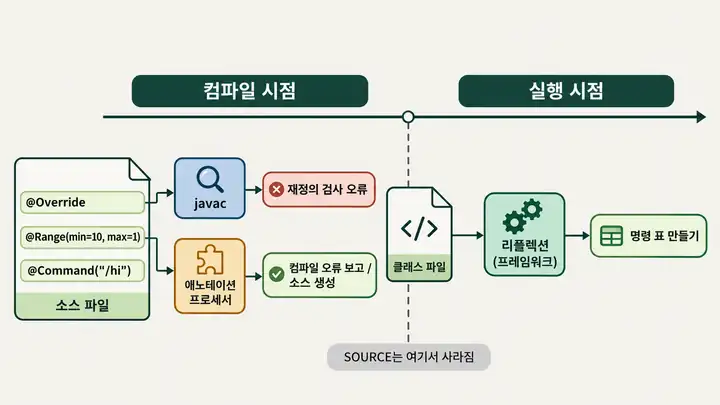 컴파일 시점
실행 시점
@Override
@Range(min=10, max=1)
@Command("/hi")
소스 파일
javac
재정의 검사 오류
애노테이션
프로세서
컴파일 오류 보고 /
소스 생성
</>
클래스 파일
리플렉션
(프레임워크)
명령 표 만들기
SOURCE는 여기서 사라짐